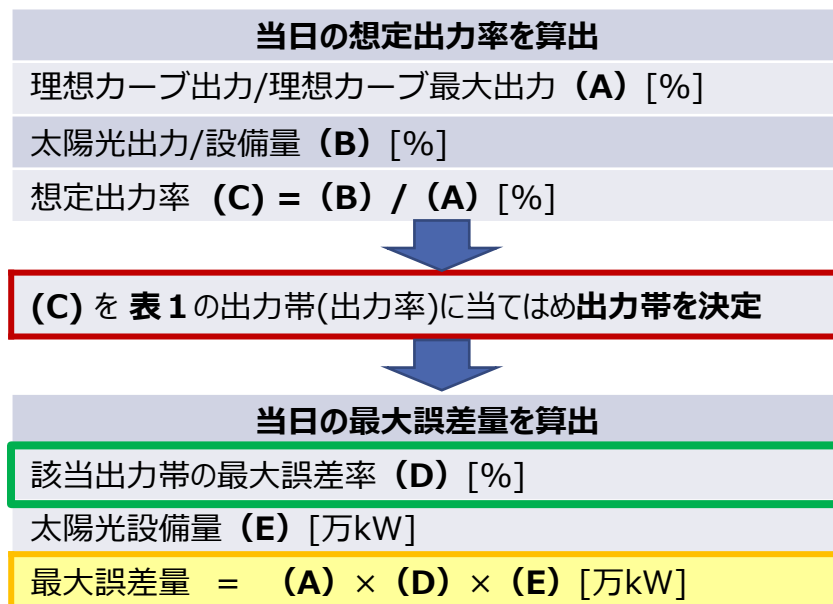 当日の想定出力率を算出
理想カーブ出力/理想カーブ最大出力（A）[%]
太陽光出力/設備量（B）[%]
想定出力率 (C) =（B）/（A）[%]
(C) を 表１の出力帯(出力率)に当てはめ出力帯を決定
当日の最大誤差量を算出
該当出力帯の最大誤差率（D）[%]
太陽光設備量（E）[万kW]
最大誤差量 = （A）×（D）×（E）[万kW]